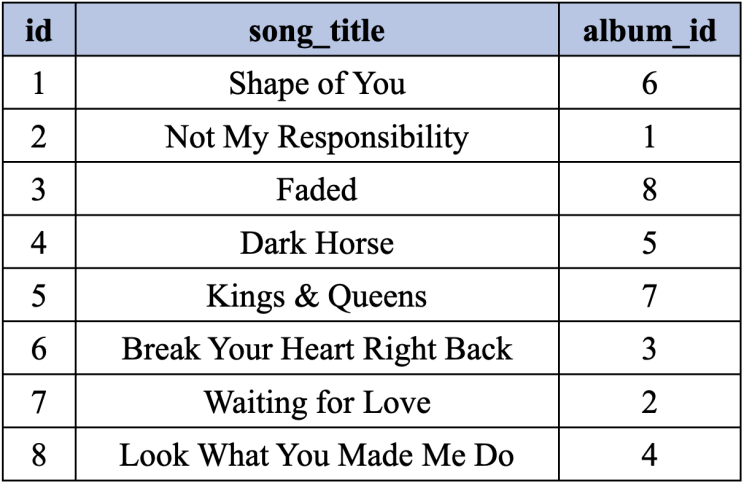 id song_title album_id
1 Shape of You 6
2 Not My Responsibility 1
3 Faded 8
4 Dark Horse 5
5 Kings & Queens 7
6 Break Your Heart Right Back 3
7 Waiting for Love 2
8 Look What You Made Me Do 4